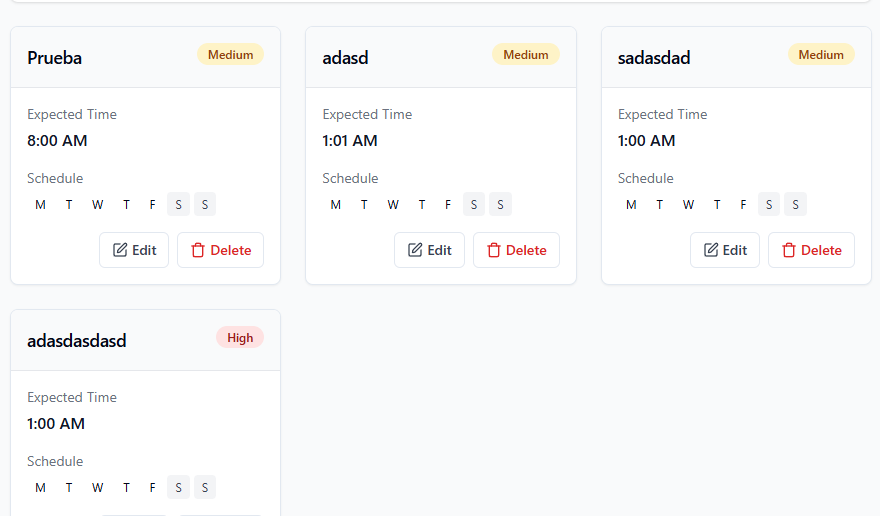 Prueba Medium
Expected Time
8:00 AM
Schedule
M T W T F S S
Edit Delete
adasd Medium
Expected Time
1:01 AM
Schedule
M T W T F S S
Edit Delete
sadasdad Medium
Expected Time
1:00 AM
Schedule
M T W T F S S
Edit Delete
adasdasdasd High
Expected Time
1:00 AM
Schedule
M T W T F S S